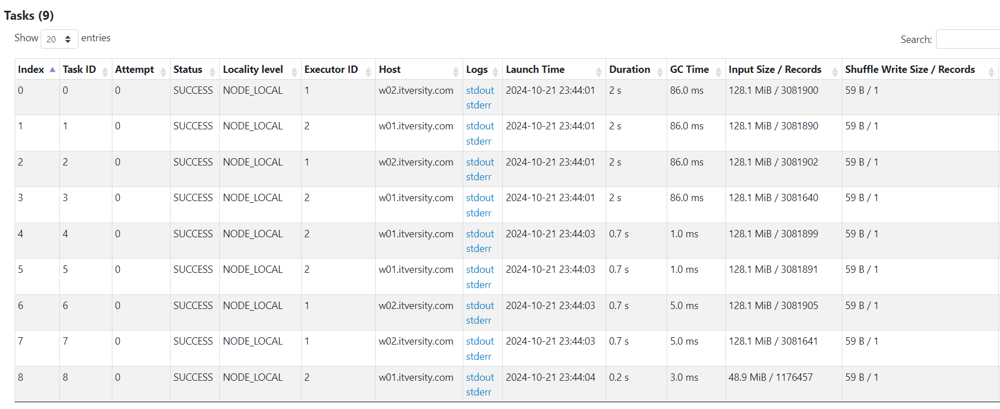 Tasks (9)
Show 20 entries
Search:
Index Task ID Attempt Status Locality level Executor ID Host Logs Launch Time Duration GC Time Input Size / Records Shuffle Write Size / Records
0 0 0 SUCCESS NODE_LOCAL 1 w02.itversity.com stdout 2024-10-21 23:44:01 2 s 86.0 ms 128.1 MiB / 3081900 59 B / 1
stderr
1 1 0 SUCCESS NODE_LOCAL 2 w01.itversity.com stdout 2024-10-21 23:44:01 2 s 86.0 ms 128.1 MiB / 3081890 59 B / 1
stderr
2 2 0 SUCCESS NODE_LOCAL 1 w02.itversity.com stdout 2024-10-21 23:44:01 2 s 86.0 ms 128.1 MiB / 3081902 59 B / 1
stderr
3 3 0 SUCCESS NODE_LOCAL 2 w01.itversity.com stdout 2024-10-21 23:44:01 2 s 86.0 ms 128.1 MiB / 3081640 59 B / 1
stderr
4 4 0 SUCCESS NODE_LOCAL 2 w01.itversity.com stdout 2024-10-21 23:44:03 0.7 s 1.0 ms 128.1 MiB / 3081899 59 B / 1
stderr
5 5 0 SUCCESS NODE_LOCAL 2 w01.itversity.com stdout 2024-10-21 23:44:03 0.7 s 1.0 ms 128.1 MiB / 3081891 59 B / 1
stderr
6 6 0 SUCCESS NODE_LOCAL 1 w02.itversity.com stdout 2024-10-21 23:44:03 0.7 s 5.0 ms 128.1 MiB / 3081905 59 B / 1
stderr
7 7 0 SUCCESS NODE_LOCAL 1 w02.itversity.com stdout 2024-10-21 23:44:03 0.7 s 5.0 ms 128.1 MiB / 3081641 59 B / 1
stderr
8 8 0 SUCCESS NODE_LOCAL 2 w01.itversity.com stdout 2024-10-21 23:44:04 0.2 s 3.0 ms 48.9 MiB / 1176457 59 B / 1
stderr